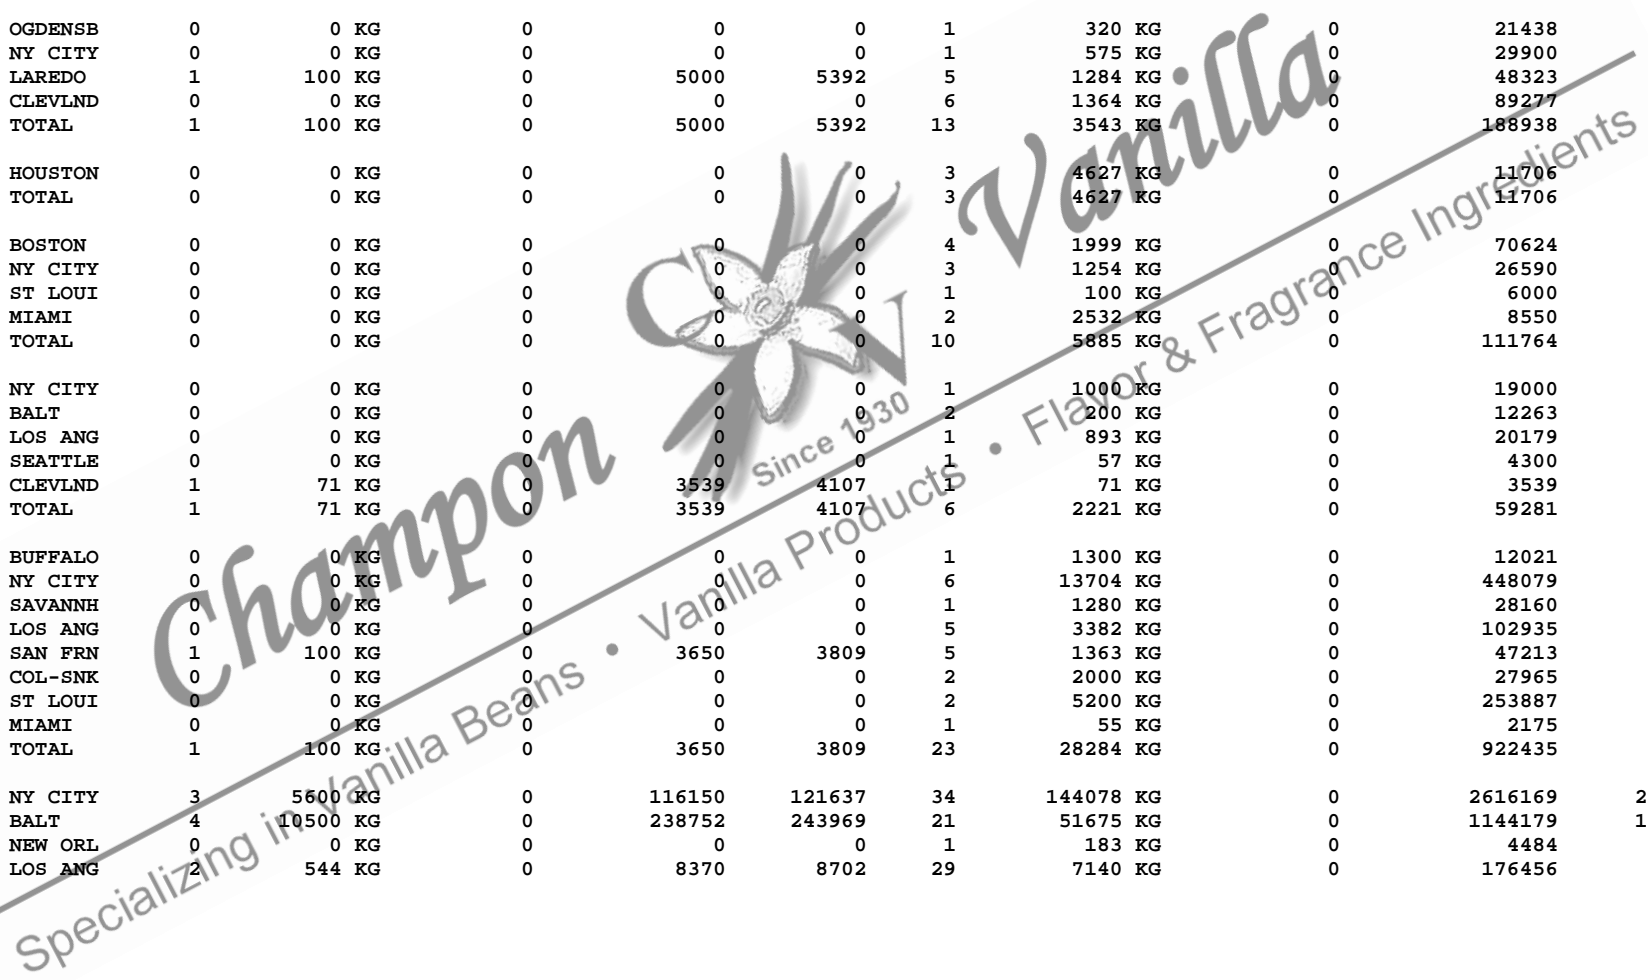 OGDENSB 0 0 KG 0 0 0 1 320 KG 0 21438
NY CITY 0 0 KG 0 0 0 1 575 KG 0 29900
LAREDO 1 100 KG 0 5000 5392 5 1284 KG 0 48323
CLEVLND 0 0 KG 0 0 0 6 1364 KG 0 89277
TOTAL 1 100 KG 0 5000 5392 13 3543 KG 0 188938
HOUSTON 0 0 KG 0 0 0 3 4627 KG 0 11706
TOTAL 0 0 KG 0 0 0 3 4627 KG 0 11706
BOSTON 0 0 KG 0 0 0 4 1999 KG 0 70624
NY CITY 0 0 KG 0 0 0 3 1254 KG 0 26590
ST LOUI 0 0 KG 0 0 0 1 100 KG 0 6000
MIAMI 0 0 KG 0 0 0 2 2532 KG 0 8550
TOTAL 0 0 KG 0 0 0 10 5885 KG 0 111764
NY CITY 0 0 KG 0 0 0 1 1000 KG 0 19000
BALT 0 0 KG 0 0 0 2 200 KG 0 12263
LOS ANG 0 0 KG 0 0 0 1 893 KG 0 20179
SEATTLE 0 0 KG 0 0 0 1 57 KG 0 4300
CLEVLND 1 71 KG 0 3539 4107 1 71 KG 0 3539
TOTAL 1 71 KG 0 3539 4107 6 2221 KG 0 59281
BUFFALO 0 0 KG 0 0 0 1 1300 KG 0 12021
NY CITY 0 0 KG 0 0 0 6 13704 KG 0 448079
SAVANNH 0 0 KG 0 0 0 1 1280 KG 0 28160
LOS ANG 0 0 KG 0 0 0 5 3382 KG 0 102935
SAN FRN 1 100 KG 0 3650 3809 5 1363 KG 0 47213
COL-SNK 0 0 KG 0 0 0 2 2000 KG 0 27965
ST LOUI 0 0 KG 0 0 0 2 5200 KG 0 253887
MIAMI 0 0 KG 0 0 0 1 55 KG 0 2175
TOTAL 1 100 KG 0 3650 3809 23 28284 KG 0 922435
NY CITY 3 5600 KG 0 116150 121637 34 144078 KG 0 2616169 2
BALT 4 10500 KG 0 238752 243969 21 51675 KG 0 1144179 1
NEW ORL 0 0 KG 0 0 0 1 183 KG 0 4484
LOS ANG 2 544 KG 0 8370 8702 29 7140 KG 0 176456
Champon CV Vanilla
Since 1930
Specializing in Vanilla Beans • Vanilla Products • Flavor & Fragrance Ingredients